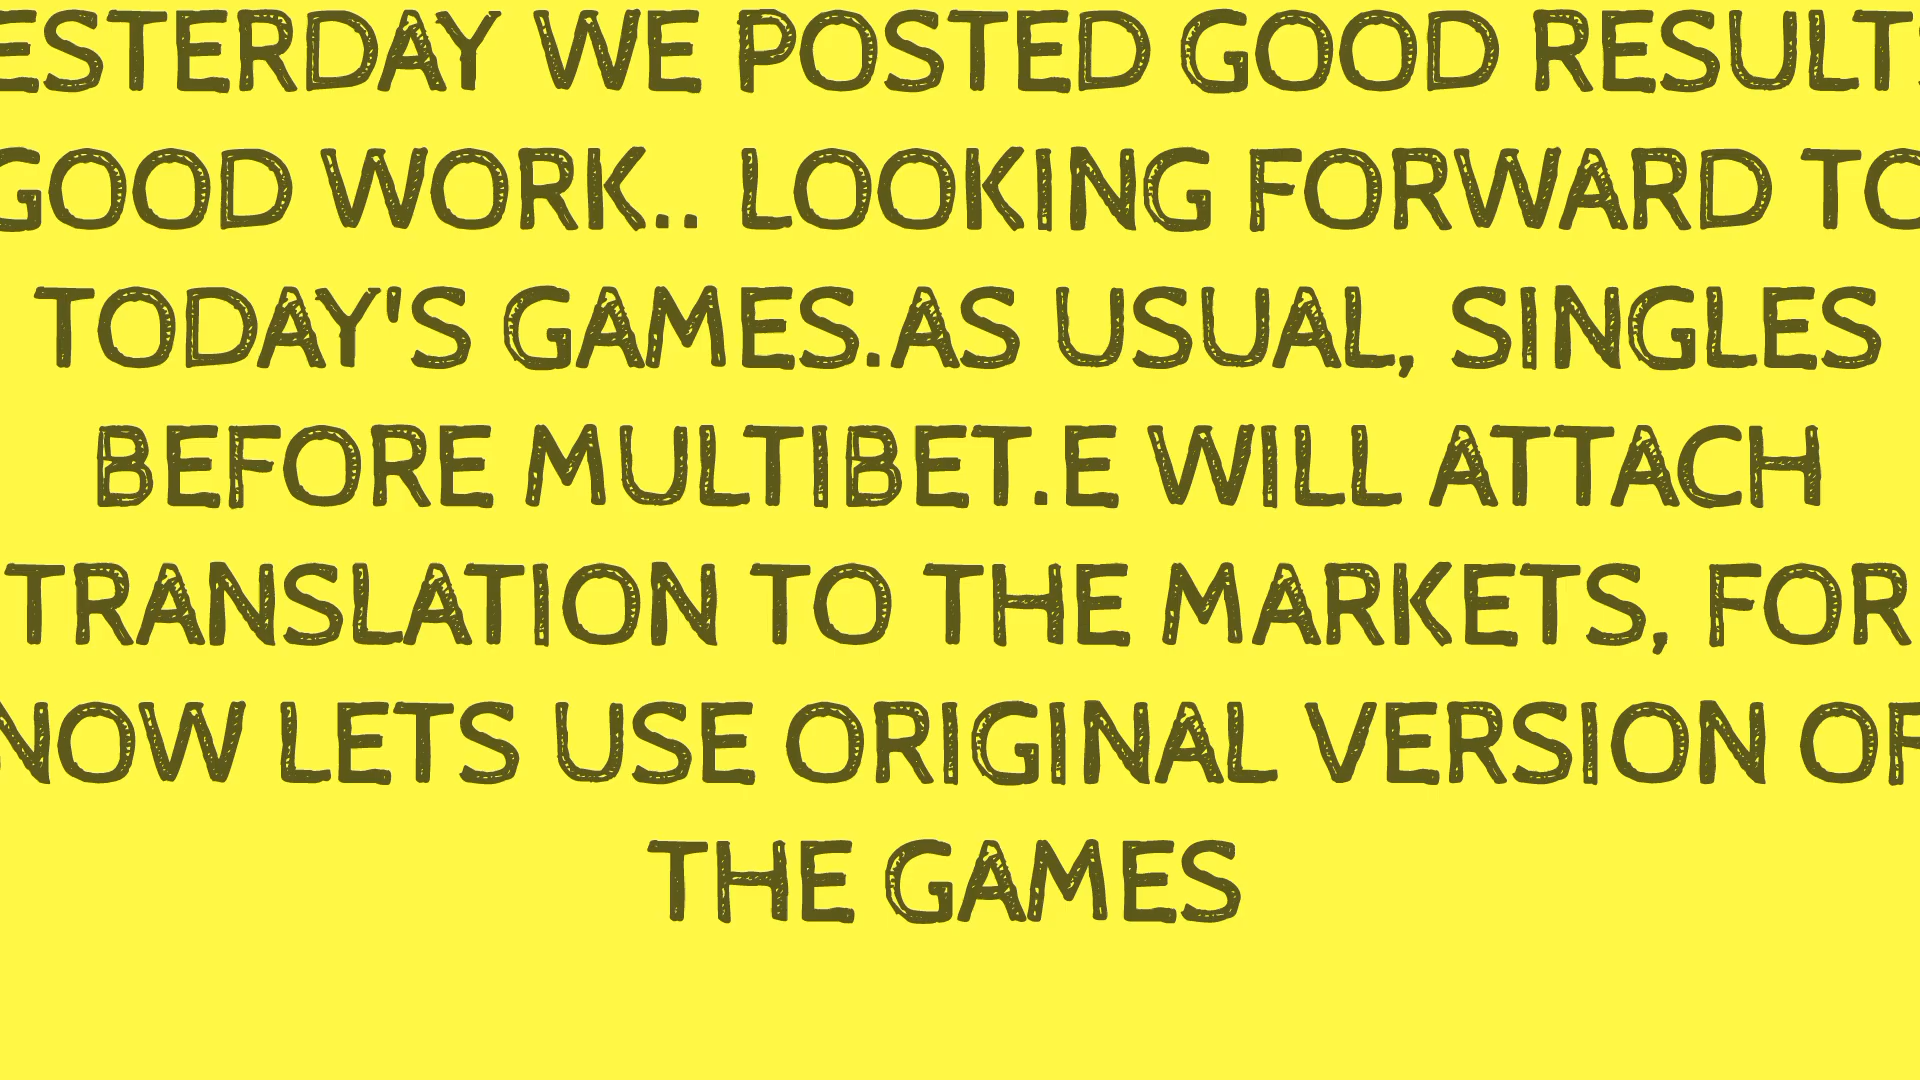 ESTERDAY WE POSTED GOOD RESULTS
GOOD WORK.. LOOKING FORWARD TO
TODAY'S GAMES.AS USUAL, SINGLES
BEFORE MULTIBET.E WILL ATTACH
TRANSLATION TO THE MARKETS, FOR
NOW LETS USE ORIGINAL VERSION OF
THE GAMES